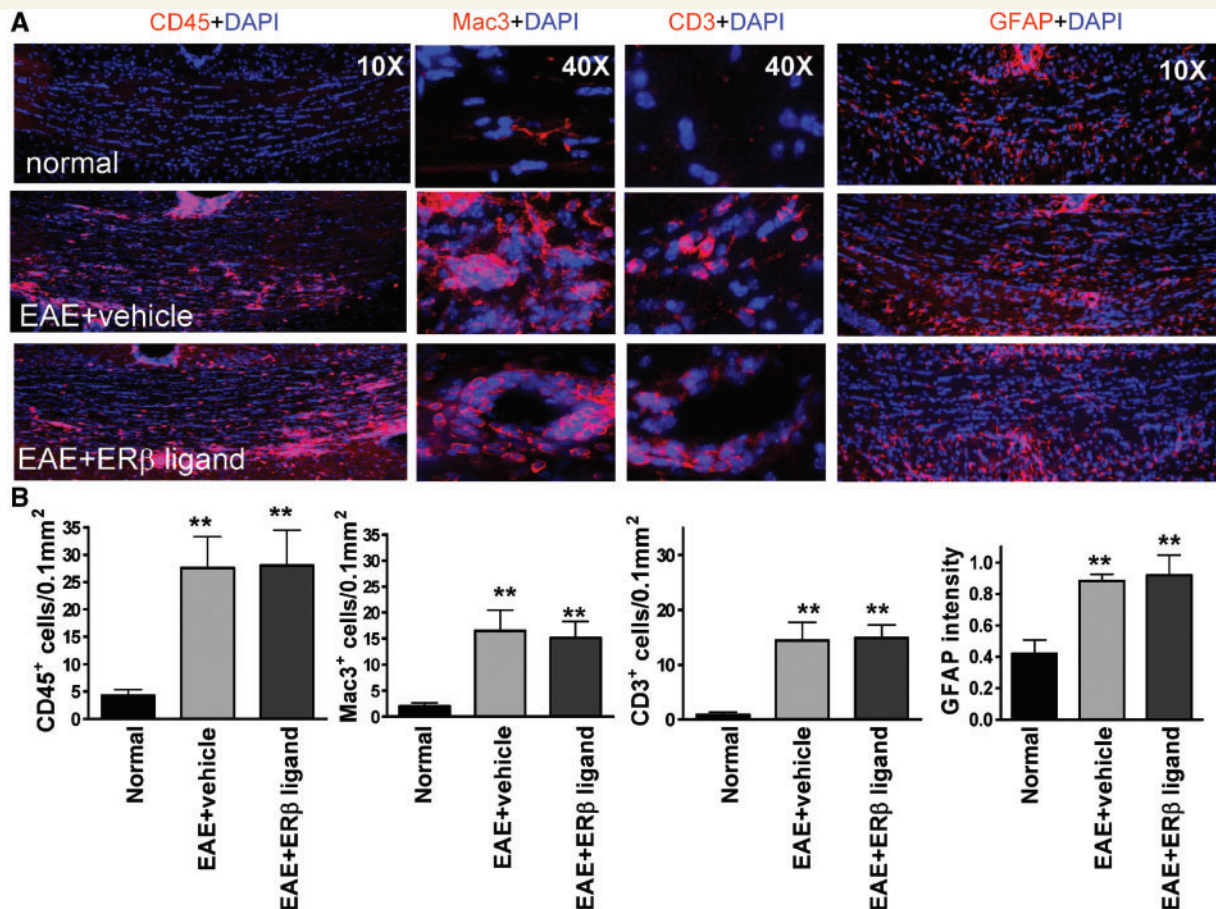 A
CD45+DAPI
Mac3+DAPI
CD3+DAPI
GFAP+DAPI
10X
40X
40X
10X
normal
EAE+vehicle
EAE+ERβ ligand
B
CD45⁺ cells/0.1mm²
35
30
25
20
15
10
5
0
**
**
Normal
EAE+vehicle
EAE+ERβ ligand
Mac3⁺ cells/0.1mm²
35
30
25
20
15
10
5
0
**
**
Normal
EAE+vehicle
EAE+ERβ ligand
CD3⁺ cells/0.1mm²
30
20
10
0
**
**
Normal
EAE+vehicle
EAE+ERβ ligand
GFAP intensity
1.0
0.8
0.6
0.4
0.2
0.0
**
**
Normal
EAE+vehicle
EAE+ERβ ligand